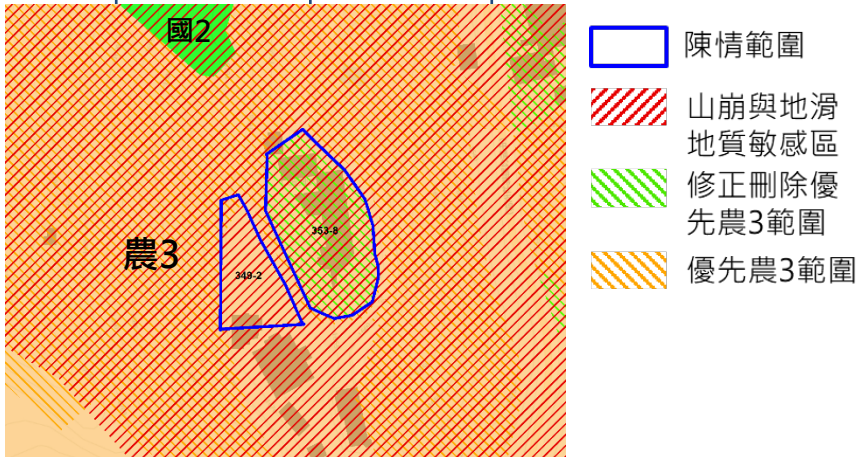 國2
農3
353-8
349-2
陳情範圍
山崩與地滑
地質敏感區
修正刪除優
先農3範圍
優先農3範圍